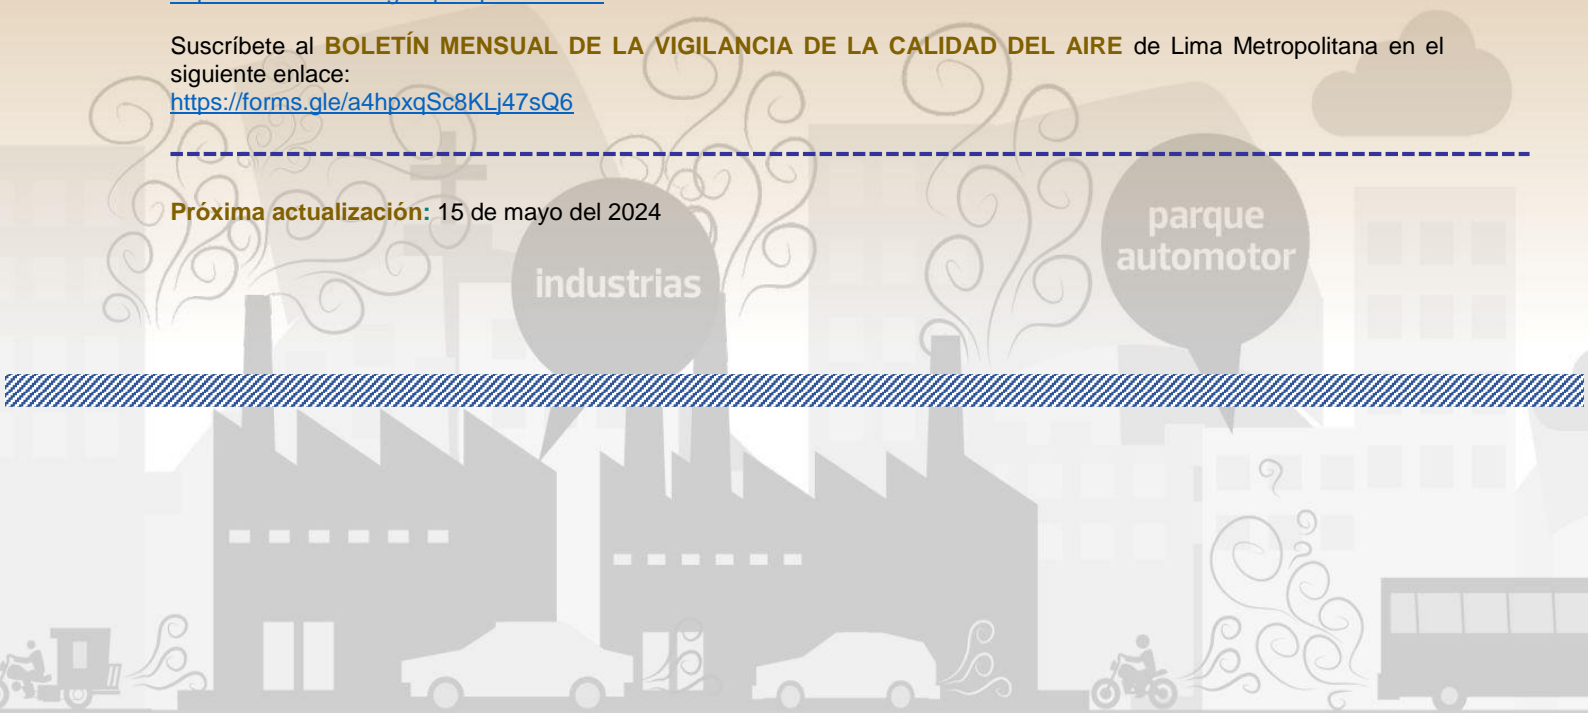 Suscríbete al BOLETÍN MENSUAL DE LA VIGILANCIA DE LA CALIDAD DEL AIRE de Lima Metropolitana en el
siguiente enlace:
https://forms.gle/a4hpxqSc8KLj47sQ6
Próxima actualización: 15 de mayo del 2024
parque
automotor
industrias